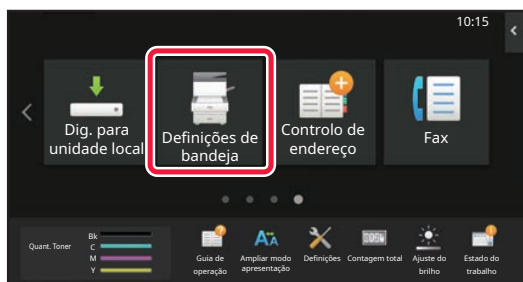 10:15
Dig. para
unidade local
Definições de
bandeja
Controlo de
endereço
Fax
Quant. Toner
Bk
C
M
Y
Guia de
operação
Ampliar modo
apresentação
Definições
Contagem total
Ajuste do
brilho
Estado do
trabalho